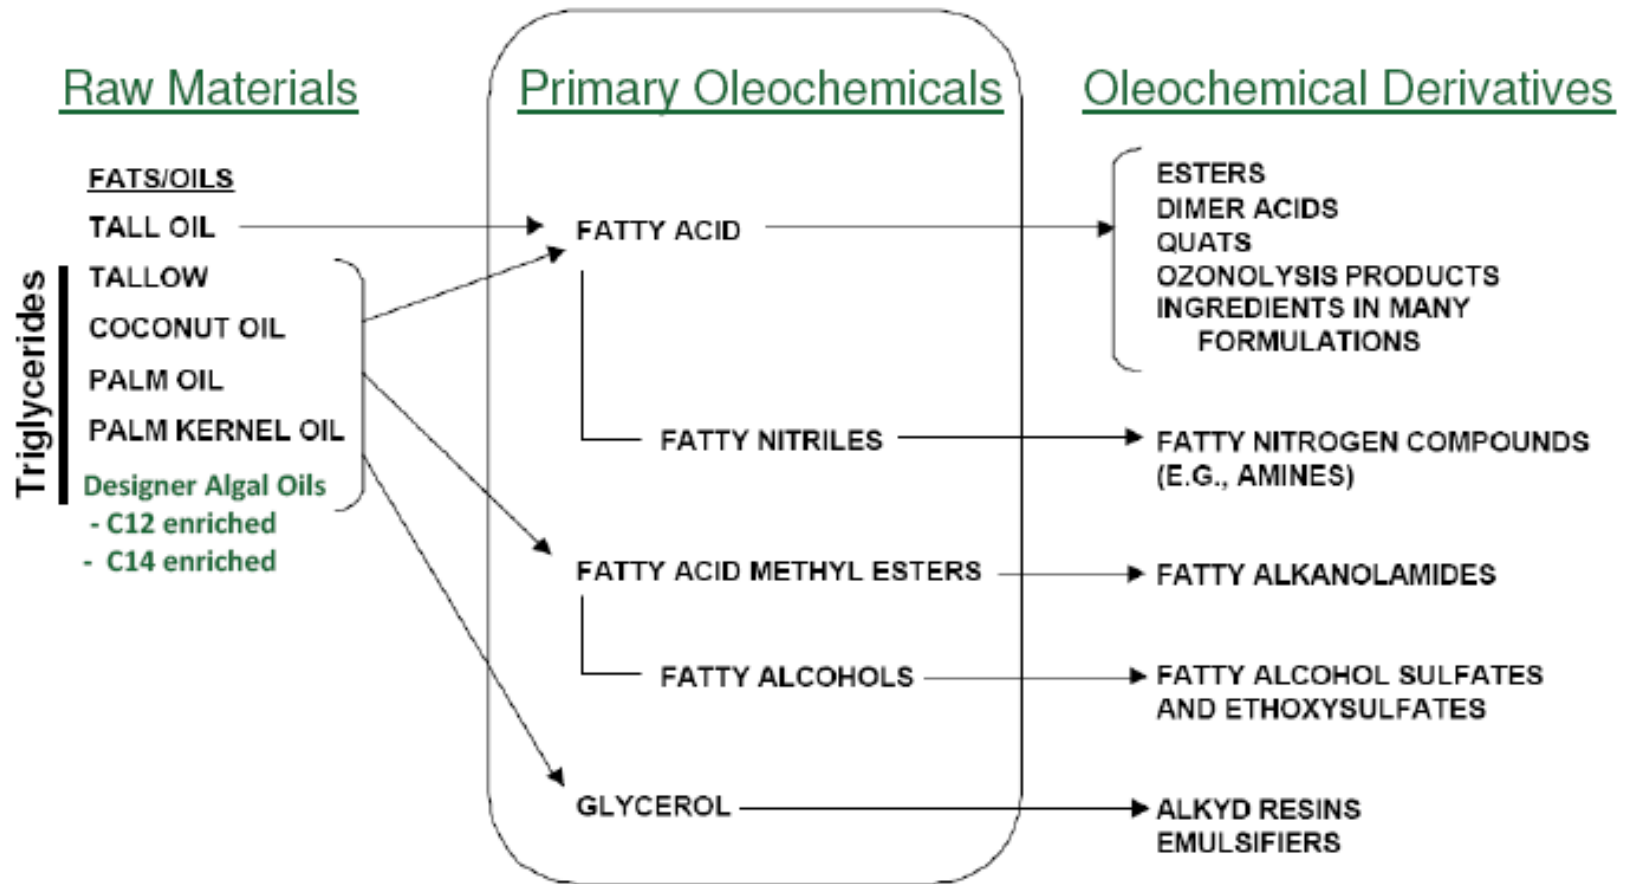 Raw Materials
Primary Oleochemicals
Oleochemical Derivatives
Triglycerides
FATS/OILS
TALL OIL
TALLOW
COCONUT OIL
PALM OIL
PALM KERNEL OIL
Designer Algal Oils
- C12 enriched
- C14 enriched
FATTY ACID
FATTY NITRILES
FATTY ACID METHYL ESTERS
FATTY ALCOHOLS
GLYCEROL
ESTERS
DIMER ACIDS
QUATS
OZONOLYSIS PRODUCTS
INGREDIENTS IN MANY
FORMULATIONS
FATTY NITROGEN COMPOUNDS
(E.G., AMINES)
FATTY ALKANOLAMIDES
FATTY ALCOHOL SULFATES
AND ETHOXYSULFATES
ALKYD RESINS
EMULSIFIERS